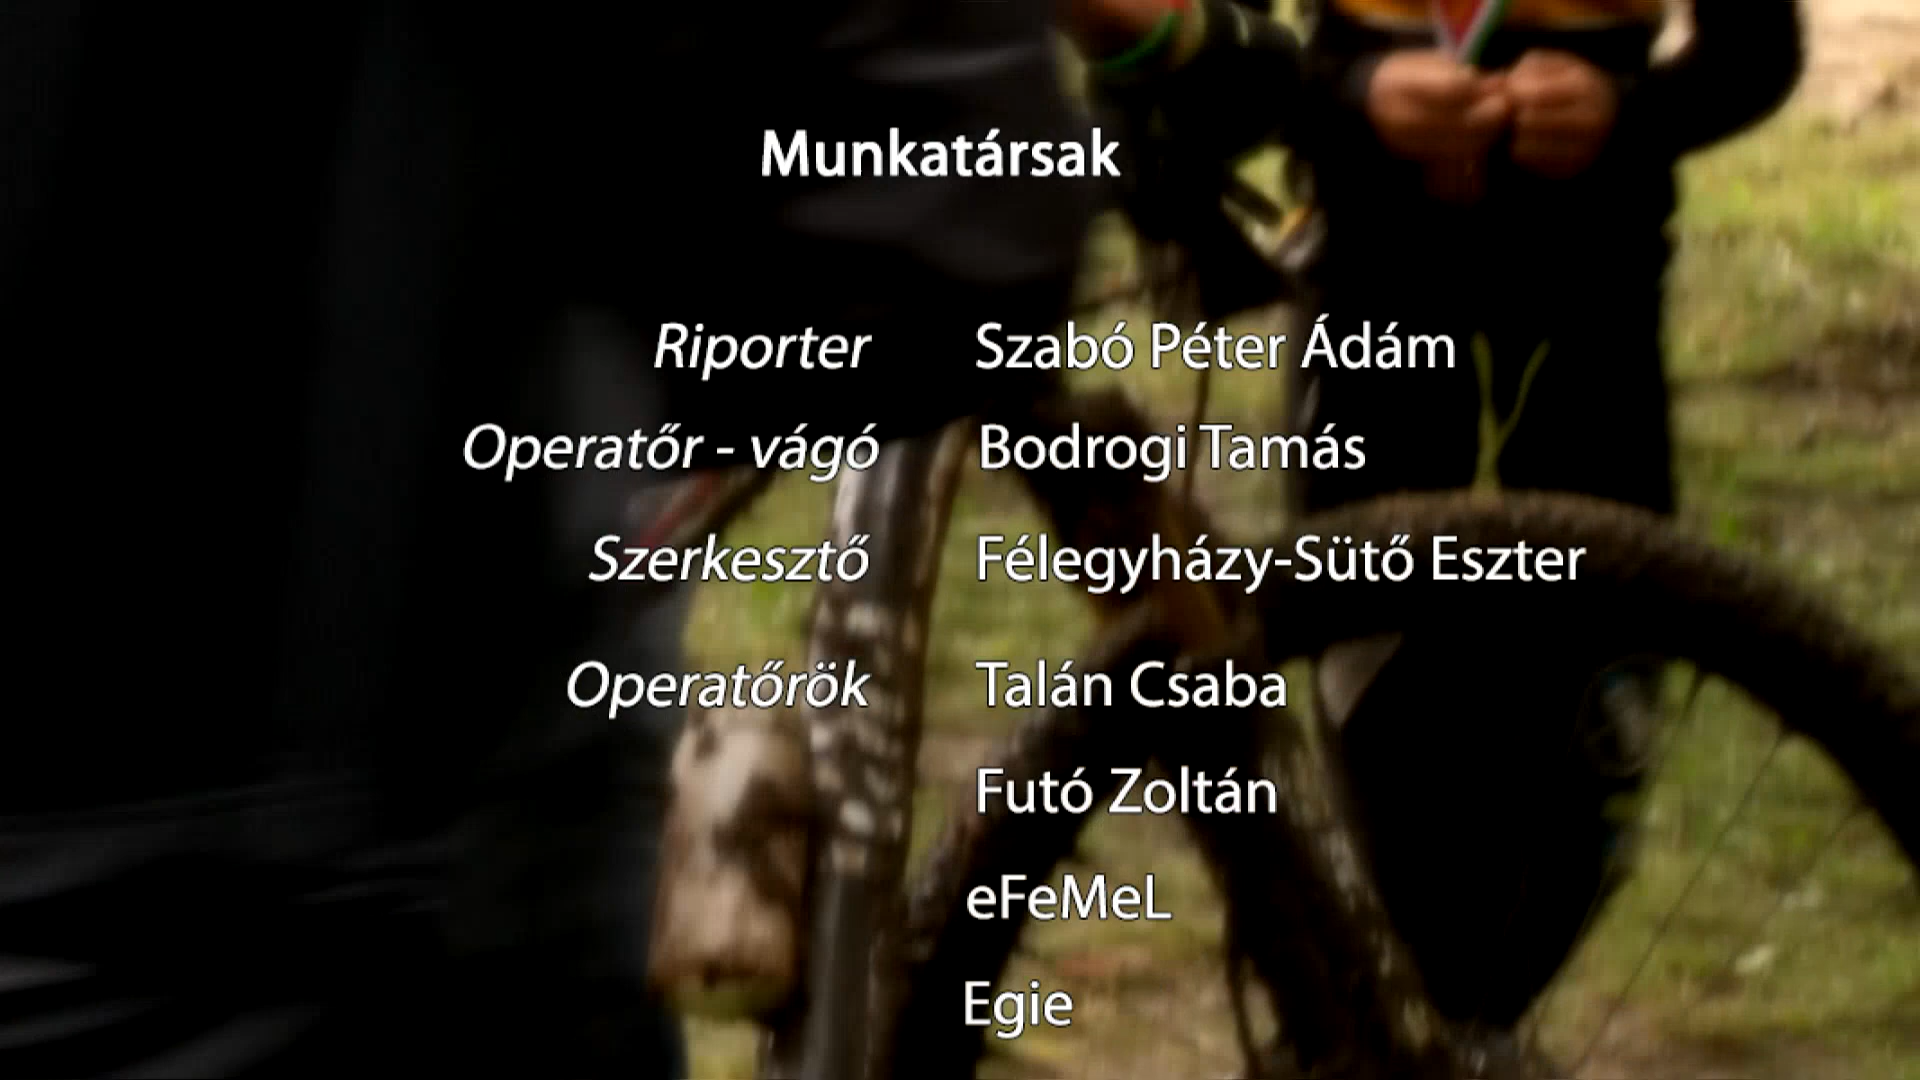 Munkatársak
Riporter Szabó Péter Ádám
Operatőr - vágó Bodrogi Tamás
Szerkesztő Félegyházy-Sütő Eszter
Operatőrök Talán Csaba
Futó Zoltán
eFeMeL
Egie